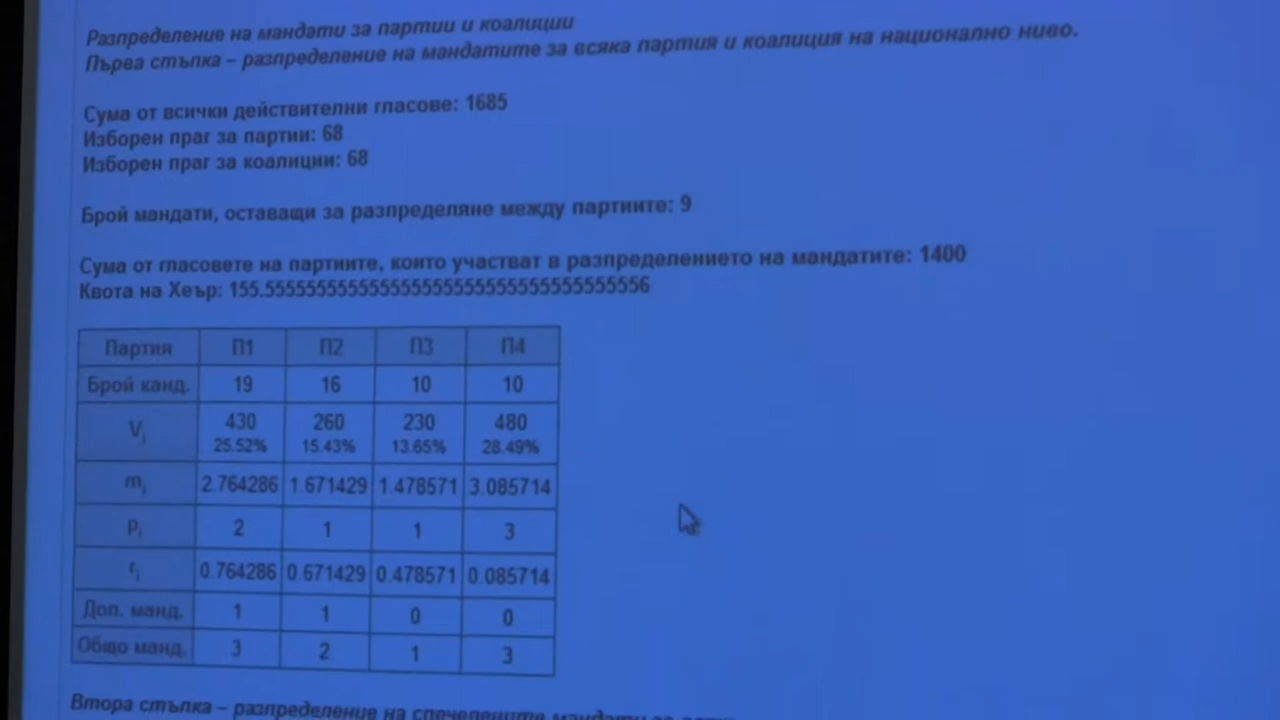 Разпределение на мандати за партии и коалиции
Първа стъпка – разпределение на мандатите за всяка партия и коалиция на национално ниво.
Сума от всички действителни гласове: 1685
Изборен праг за партии: 68
Изборен праг за коалиции: 68
Брой мандати, оставащи за разпределяне между партиите: 9
Сума от гласовете на партиите, които участват в разпределението на мандатите: 1400
Квота на Хеър: 155.5555555555555555555555555555555555556
Партия П1 П2 П3 П4
Брой канд. 19 16 10 10
Vj 430 260 230 480
25.52% 15.43% 13.65% 28.49%
mj 2.764286 1.671429 1.478571 3.085714
pj 2 1 1 3
rj 0.764286 0.671429 0.478571 0.085714
Доп. манд. 1 1 0 0
Общо манд. 3 2 1 3
Втора стъпка – разпределение на спечелените мандати за